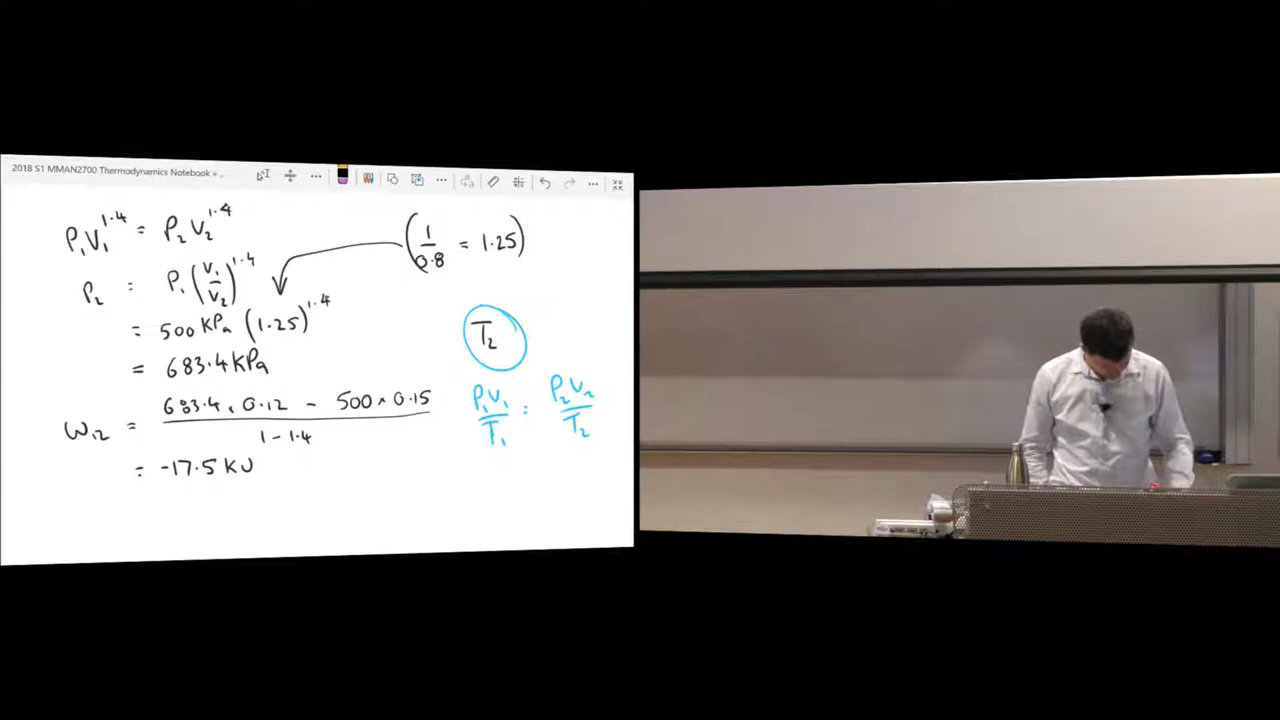 2018 S1 MMAN2700 Thermodynamics Notebook » ..
P₁V₁^1.4 = P₂V₂^1.4
(1/0.8 = 1.25)
P₂ = P₁(V₁/V₂)^1.4
= 500 kPa (1.25)^1.4
= 683.4 kPa
T₂
W₁₂ = (683.4 × 0.12 - 500 × 0.15)/(1 - 1.4)
= -17.5 kJ
P₁V₁/T₁ = P₂V₂/T₂